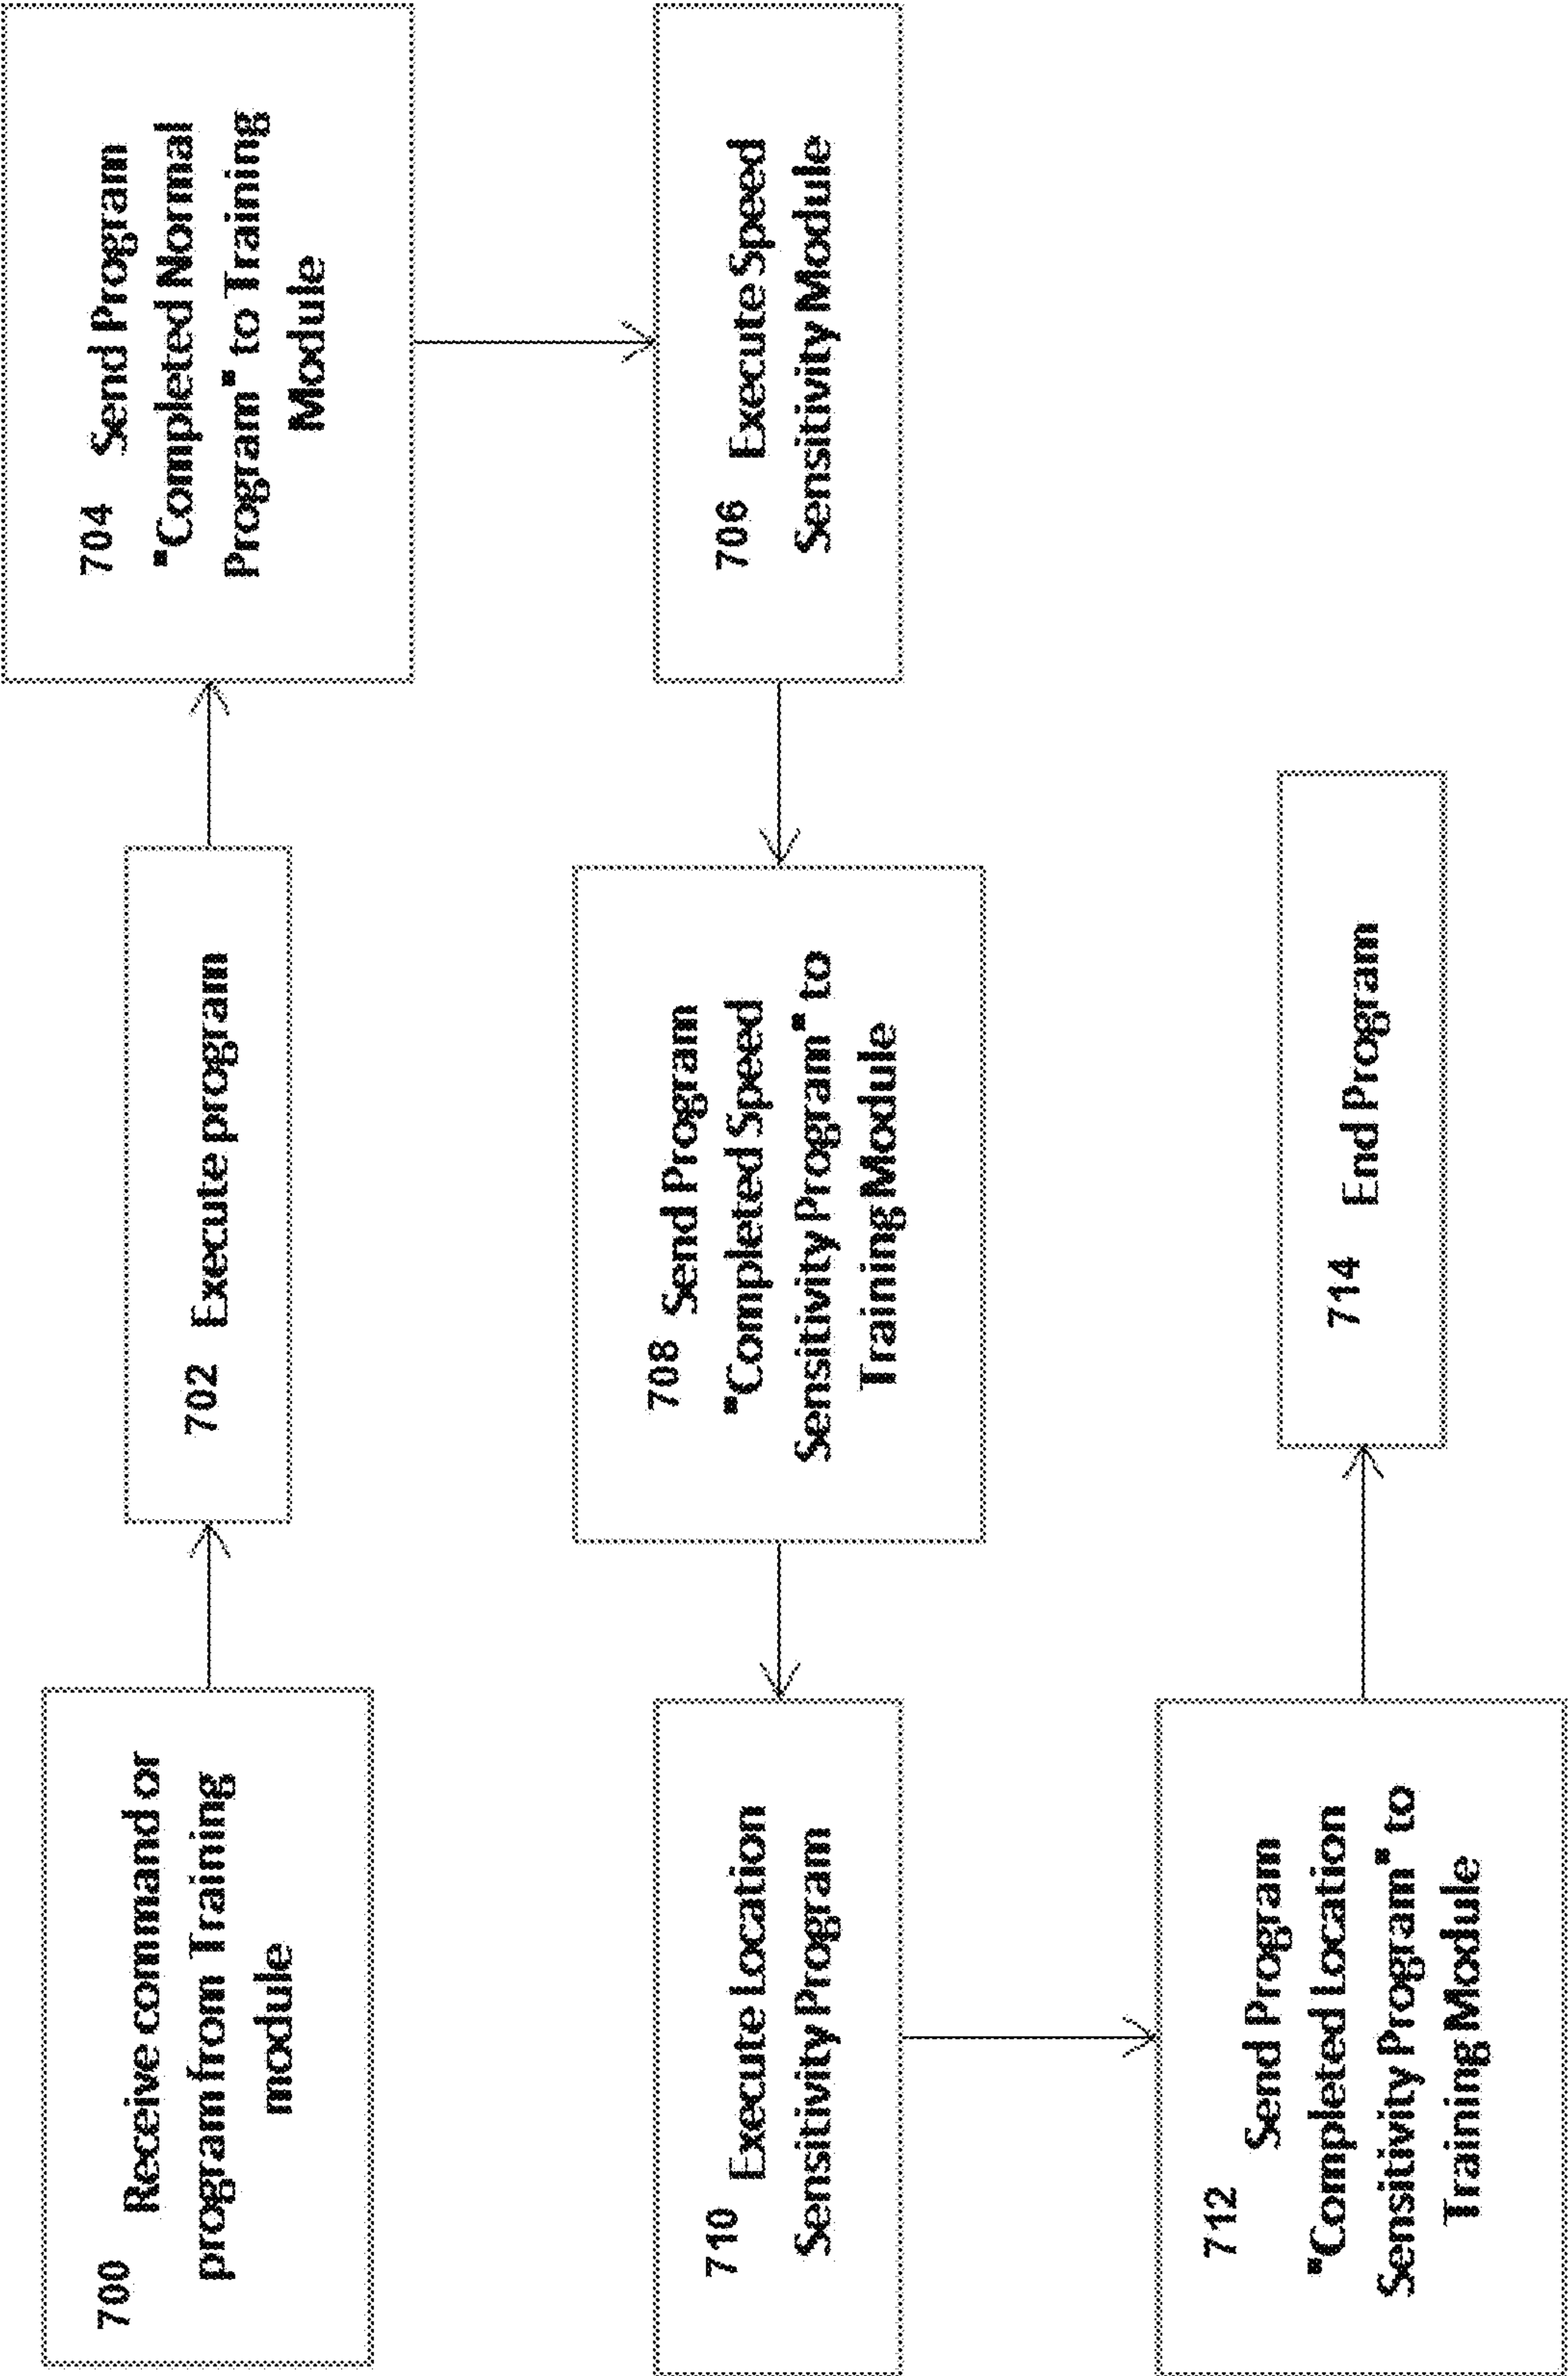 700 Receive command or
program from Training
module
702 Execute program
704 Send Program
"Completed Normal
Program" to Training
Module
706 Execute Speed
Sensitivity Module
708 Send Program
"Completed Speed
Sensitivity Program" to
Training Module
710 Execute Location
Sensitivity Program
712 Send Program
"Completed Location
Sensitivity Program" to
Training Module
714 End Program